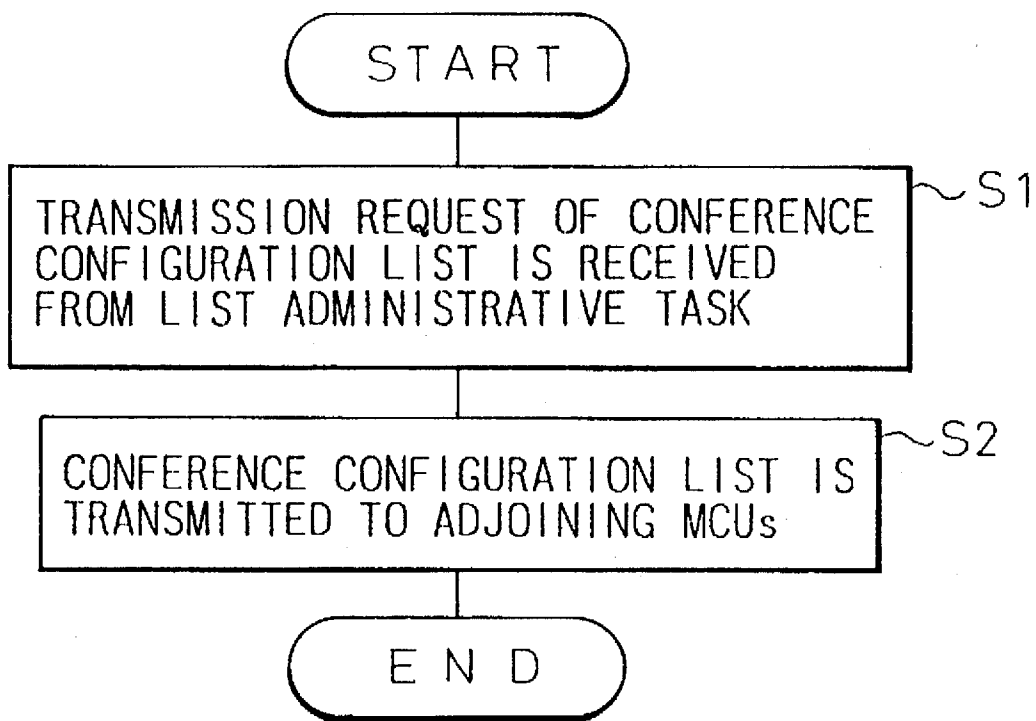 START
TRANSMISSION REQUEST OF CONFERENCE
CONFIGURATION LIST IS RECEIVED
FROM LIST ADMINISTRATIVE TASK
S1
CONFERENCE CONFIGURATION LIST IS
TRANSMITTED TO ADJOINING MCUs
S2
END